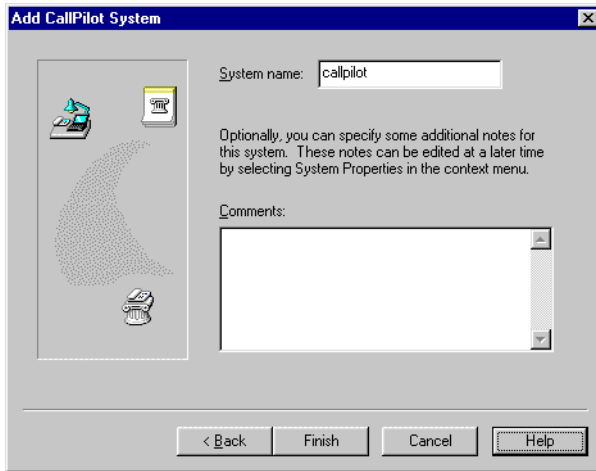 Add CallPilot System
System name: callpilot
Optionally, you can specify some additional notes for
this system. These notes can be edited at a later time
by selecting System Properties in the context menu.
Comments:
< Back Finish Cancel Help